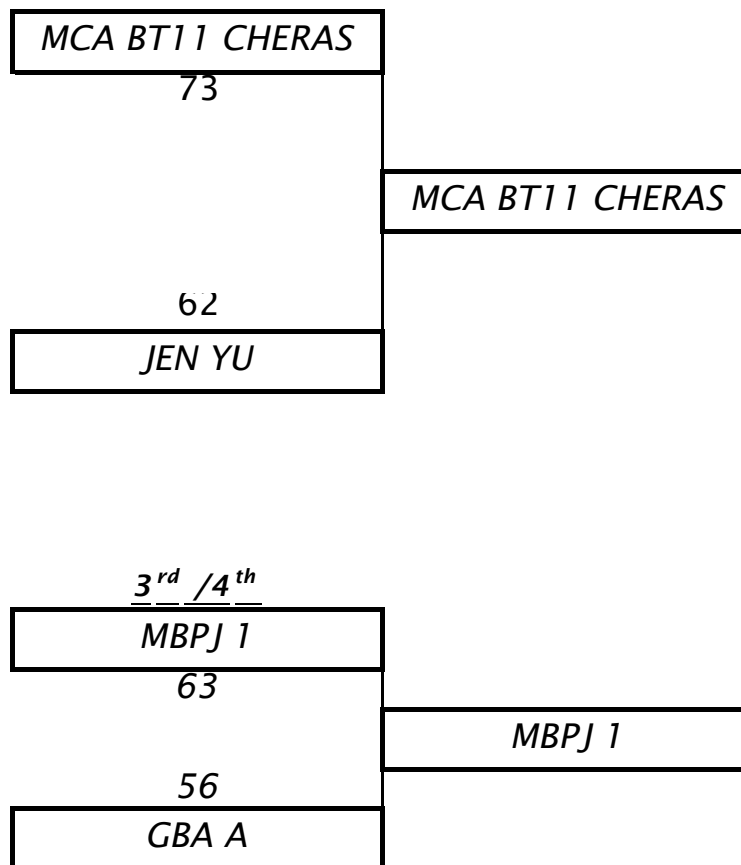 MCA BT11 CHERAS
73
MCA BT11 CHERAS
62
JEN YU
3rd /4th
MBPJ 1
63
MBPJ 1
56
GBA A